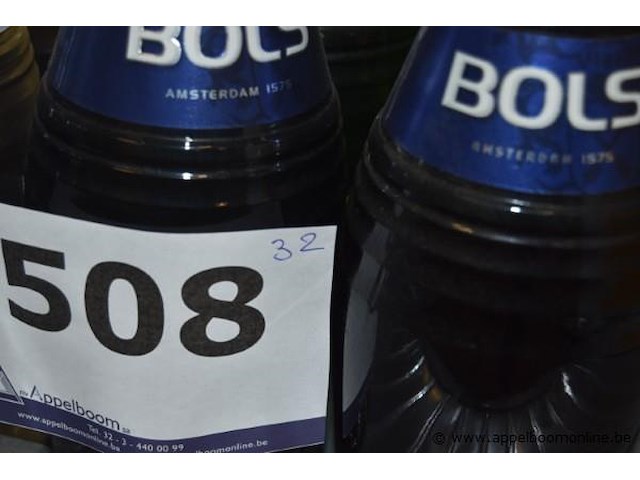 BOLS
AMSTERDAM 1575
BOLS
AMSTERDAM 1575
32
508
Appelboom
Tel. 32 - 3 - 440 00 99
www.appelboomonline.be
© www.appelboomonline.be